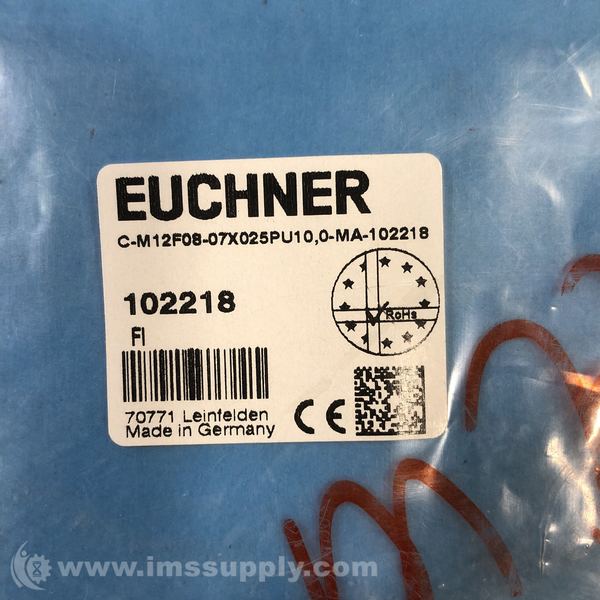 EUCHNER
C-M12F08-07X025PU10,0-MA-102218
102218
FI
RoHs
70771 Leinfelden
Made in Germany
CE
www.imssupply.com